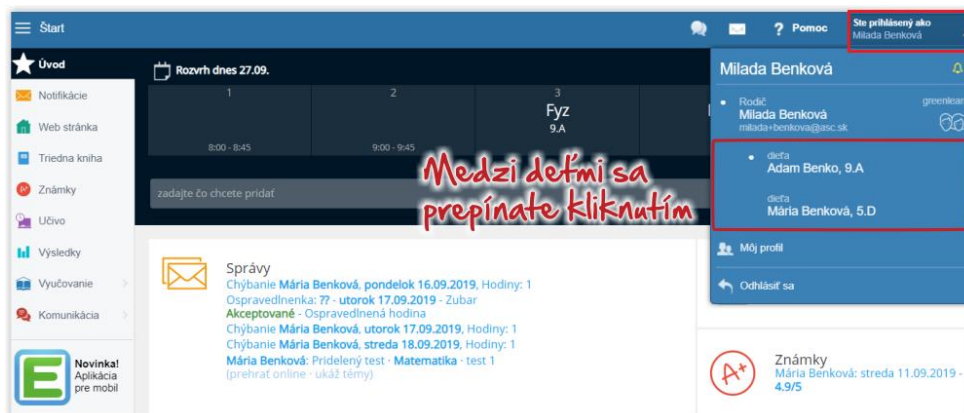 Štart
Pomoc
Ste prihlásený ako
Milada Benková
Úvod
Notifikácie
Web stránka
Triedna kniha
Známky
Učivo
Výsledky
Vyučovanie
Komunikácia
Novinka!
Aplikácia
pre mobil
Rozvrh dnes 27.09.
1
8:00 - 8:45
2
9:00 - 9:45
3
Fyz
9.A
zadajte čo chcete pridať
Medzi deťmi sa
prepínate kliknutím
Milada Benková
Rodič
Milada Benková
milada+benkova@asc.sk
dieťa
Adam Benko, 9.A
dieťa
Mária Benková, 5.D
Môj profil
Odhlásiť sa
Správy
Chýbanie Mária Benková, pondelok 16.09.2019, Hodiny: 1
Ospravedlnenka: ?? - utorok 17.09.2019 - Zubar
Akceptované - Ospravedlnená hodina
Chýbanie Mária Benková, utorok 17.09.2019, Hodiny: 1
Chýbanie Mária Benková, streda 18.09.2019, Hodiny: 1
Mária Benková: Pridelený test · Matematika · test 1
(prehrať online · ukáž témy)
A+
Známky
Mária Benková: streda 11.09.2019 -
4.9/5